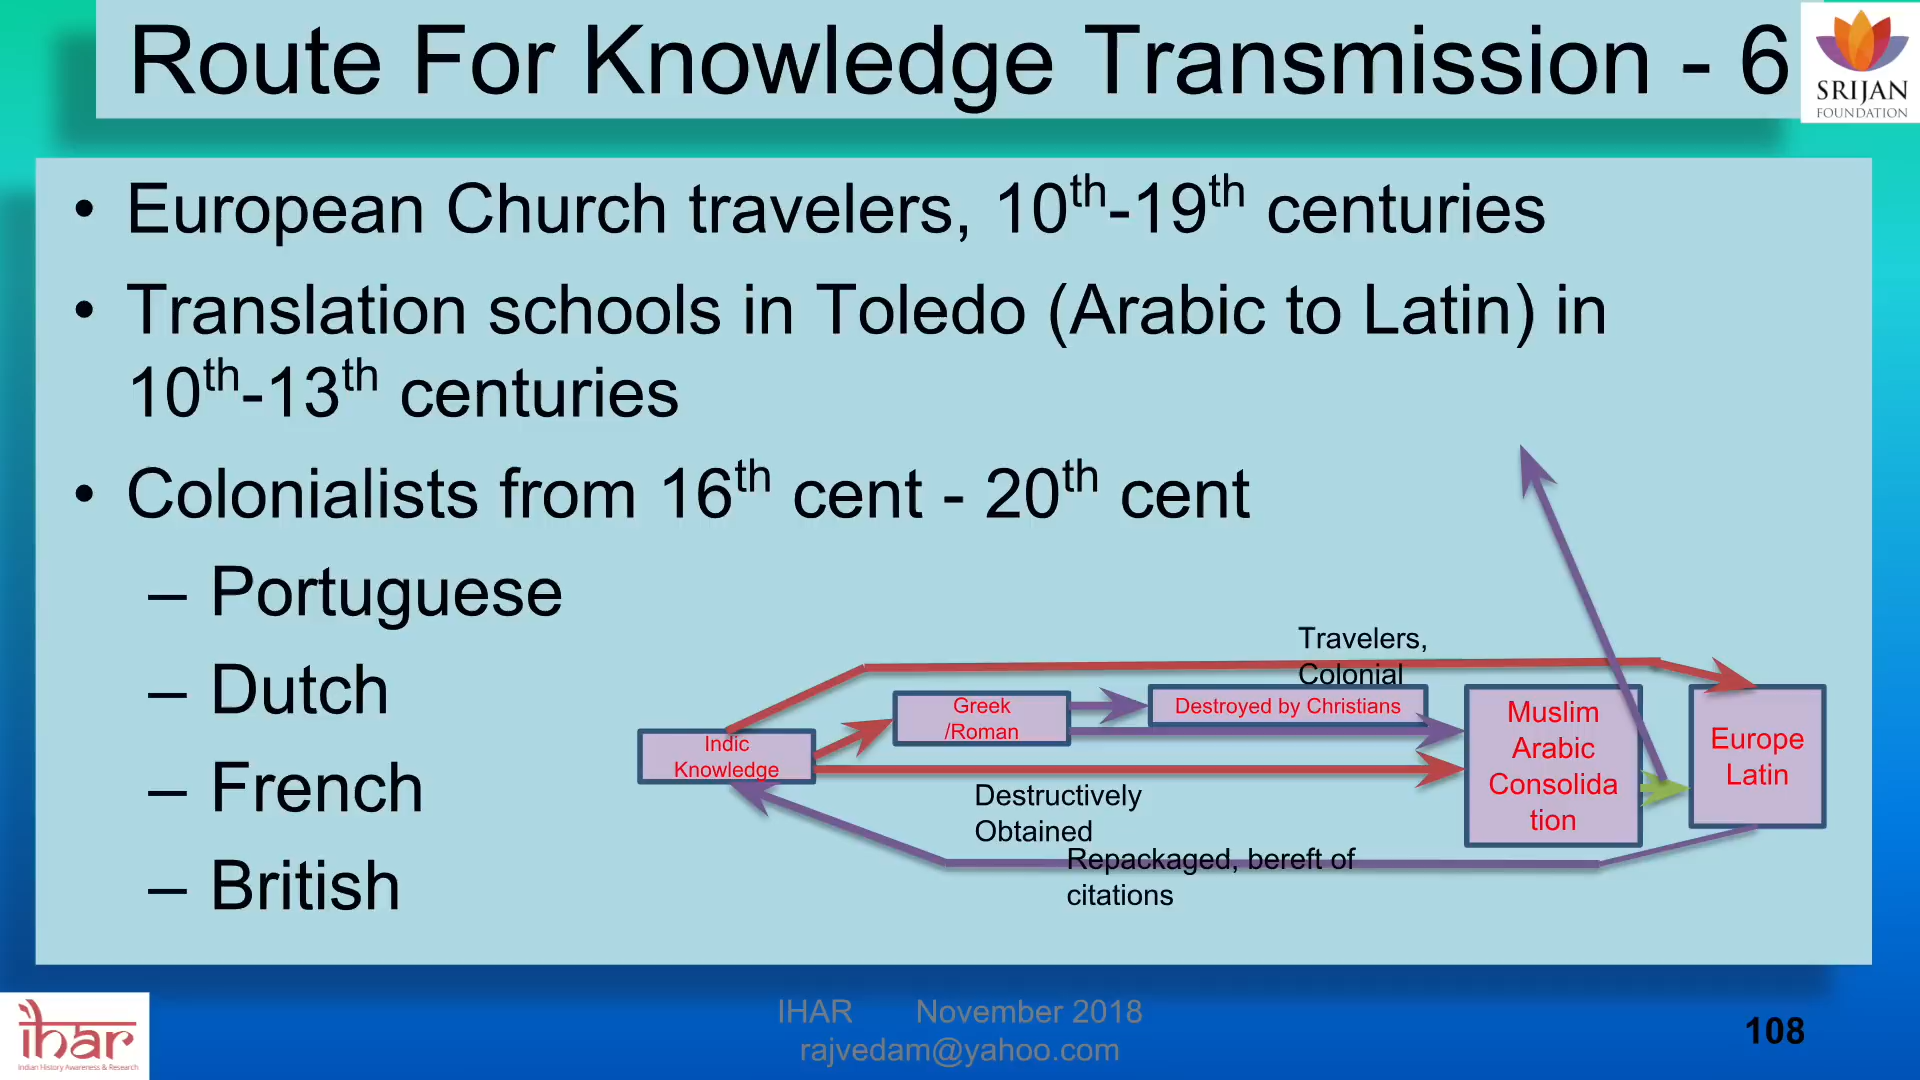 Route For Knowledge Transmission - 6
SRIJAN
FOUNDATION
• European Church travelers, 10th-19th centuries
• Translation schools in Toledo (Arabic to Latin) in
10th-13th centuries
• Colonialists from 16th cent - 20th cent
– Portuguese
– Dutch
– French
– British
Travelers,
Colonial
Greek
/Roman
Destroyed by Christians
Muslim
Arabic
Consolida
tion
Europe
Latin
Indic
Knowledge
Destructively
Obtained
Repackaged, bereft of
citations
ihar
Indian History Awareness & Research
IHAR November 2018
rajvedam@yahoo.com
108